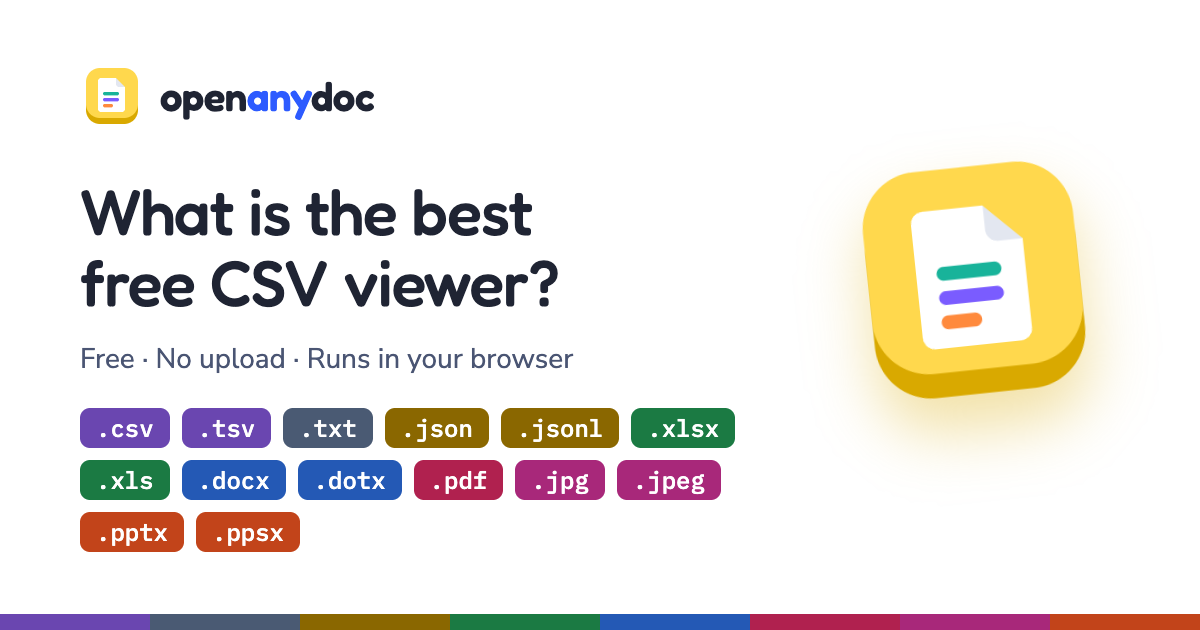 openanydoc
What is the best
free CSV viewer?
Free · No upload · Runs in your browser
.csv .tsv .txt .json .jsonl .xlsx
.xls .docx .dotx .pdf .jpg .jpeg
.pptx .ppsx